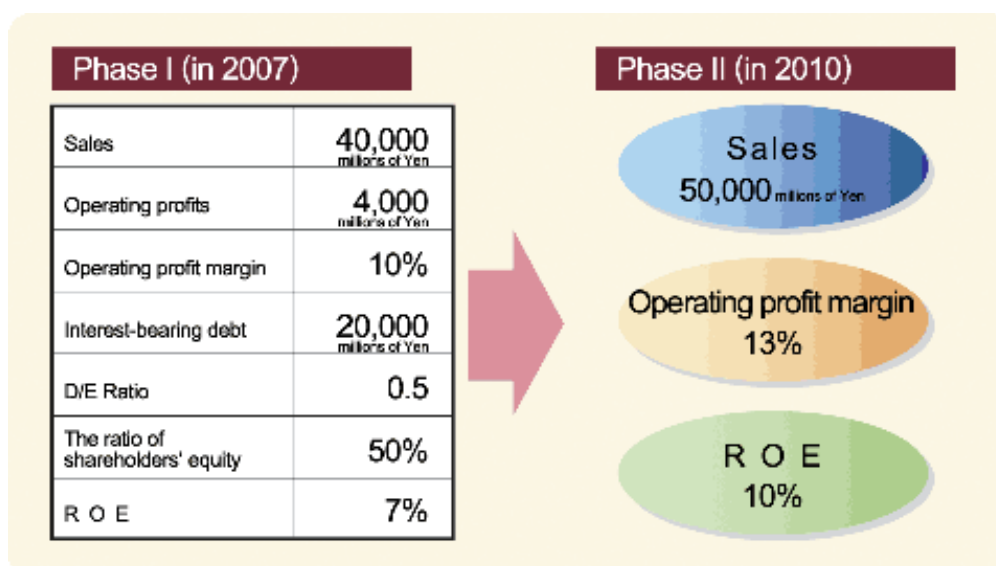 Phase I (in 2007)
Sales
40,000
millions of Yen
Operating profits
4,000
millions of Yen
Operating profit margin
10%
Interest-bearing debt
20,000
millions of Yen
D/E Ratio
0.5
The ratio of
shareholders' equity
50%
R O E
7%
Phase II (in 2010)
Sales
50,000 millions of Yen
Operating profit margin
13%
R O E
10%